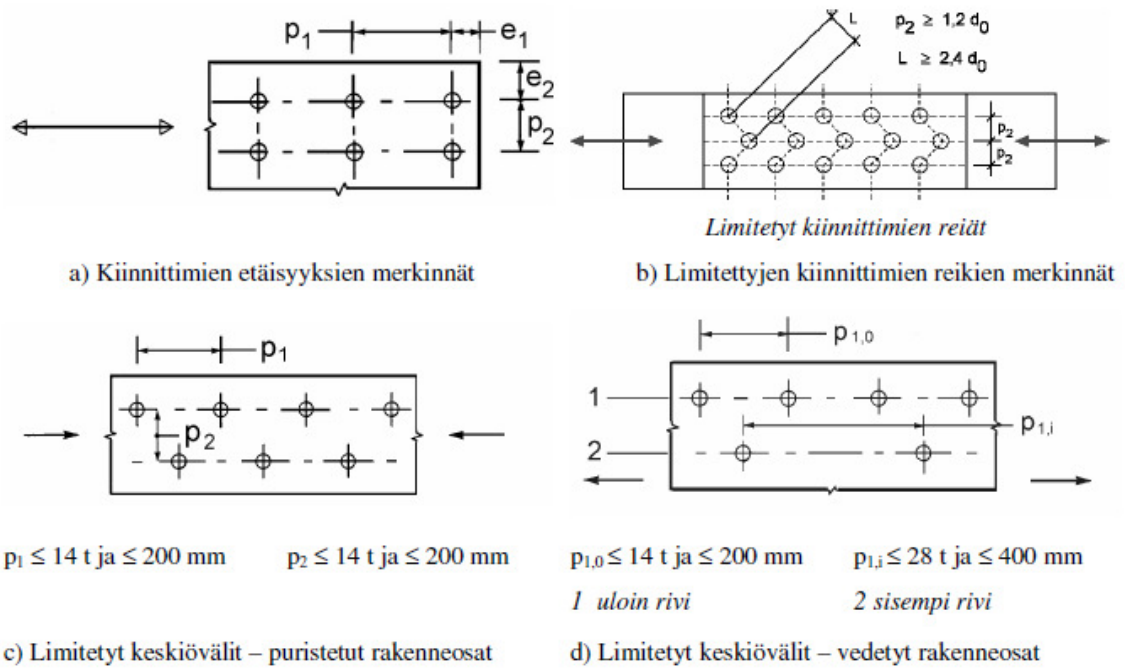 p₁
e₁
e₂
p₂
L
p₂ ≥ 1,2 d₀
L ≥ 2,4 d₀
p₂
p₂
Limitetyt kiinnittimien reiät
a) Kiinnittimien etäisyyksien merkinnät
b) Limitettyjen kiinnittimien reikien merkinnät
p₁
p₂
p₁,₀
1
p₁,ᵢ
2
p₁ ≤ 14 t ja ≤ 200 mm
p₂ ≤ 14 t ja ≤ 200 mm
p₁,₀ ≤ 14 t ja ≤ 200 mm
p₁,ᵢ ≤ 28 t ja ≤ 400 mm
1 uloin rivi
2 sisempi rivi
c) Limitetyt keskiövälit – puristetut rakenneosat
d) Limitetyt keskiövälit – vedetyt rakenneosat